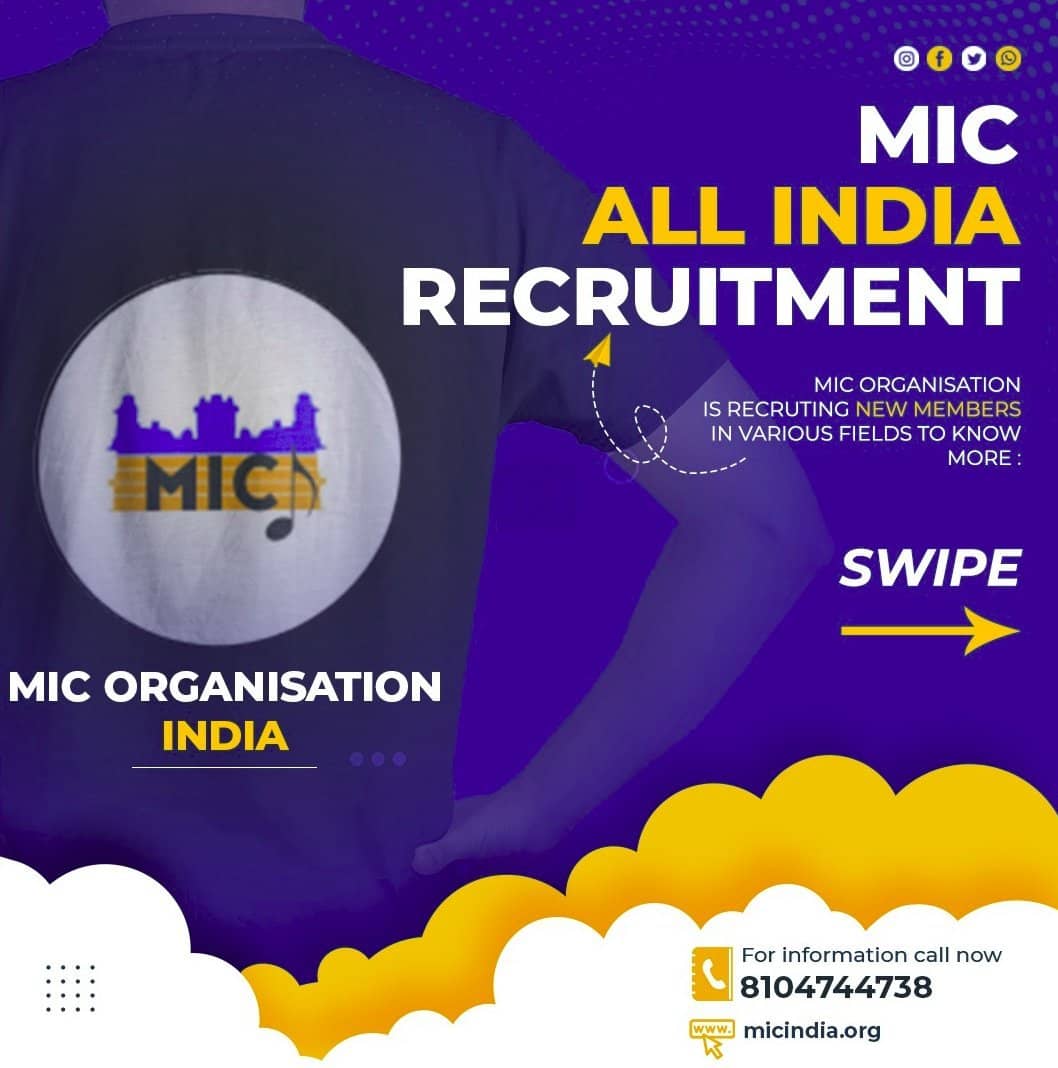 MIC
ALL INDIA
RECRUITMENT
MIC ORGANISATION
IS RECRUTING NEW MEMBERS
IN VARIOUS FIELDS TO KNOW
MORE :
SWIPE
MIC
MIC ORGANISATION
INDIA
For information call now
8104744738
www.
micindia.org